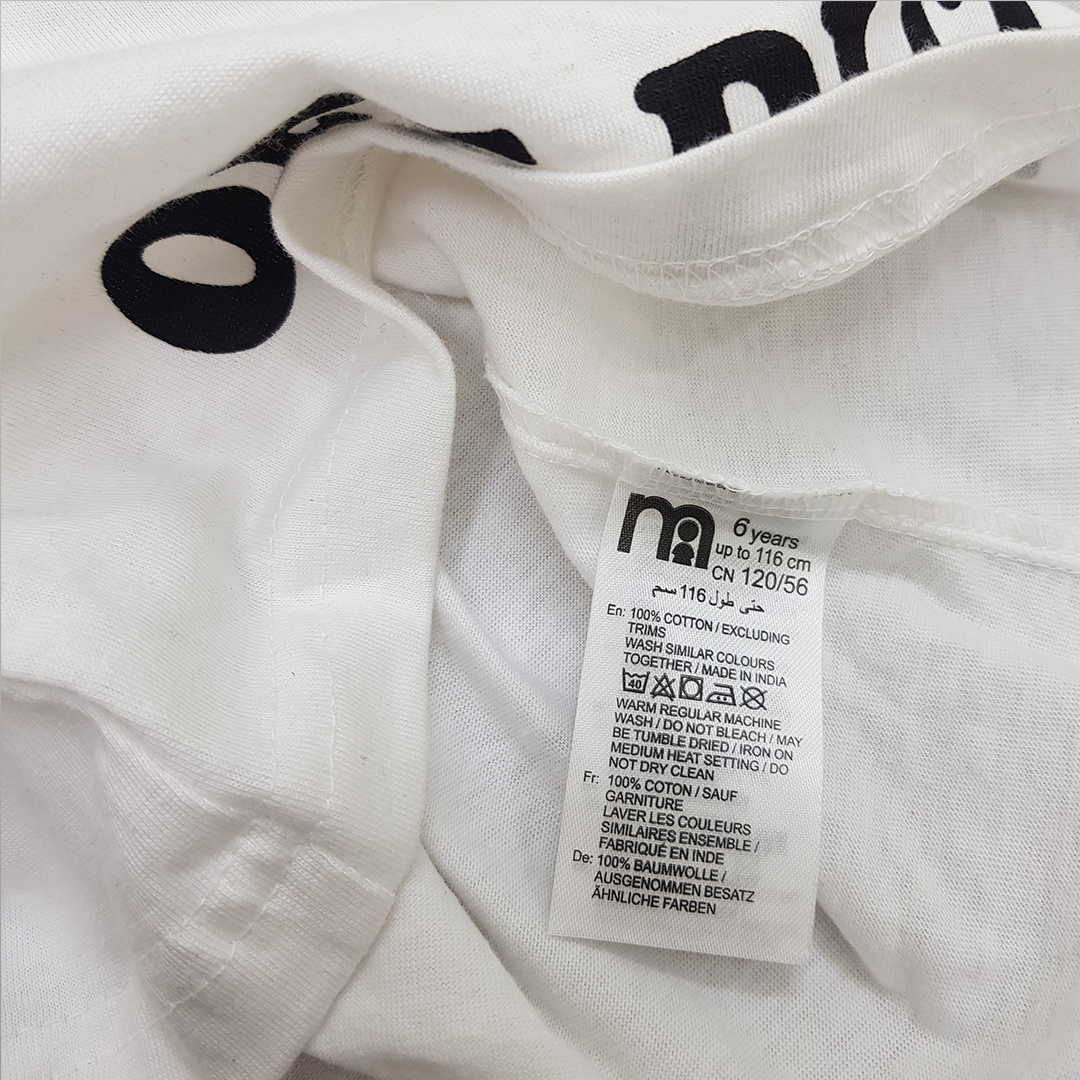 6 years
up to 116 cm
CN 120/56
حتى طول 116 سم
En: 100% COTTON / EXCLUDING
TRIMS
WASH SIMILAR COLOURS
TOGETHER / MADE IN INDIA
40
WARM REGULAR MACHINE
WASH / DO NOT BLEACH / MAY
BE TUMBLE DRIED / IRON ON
MEDIUM HEAT SETTING / DO
NOT DRY CLEAN
Fr: 100% COTON / SAUF
GARNITURE
LAVER LES COULEURS
SIMILAIRES ENSEMBLE /
FABRIQUÉ EN INDE
De: 100% BAUMWOLLE /
AUSGENOMMEN BESATZ
ÄHNLICHE FARBEN